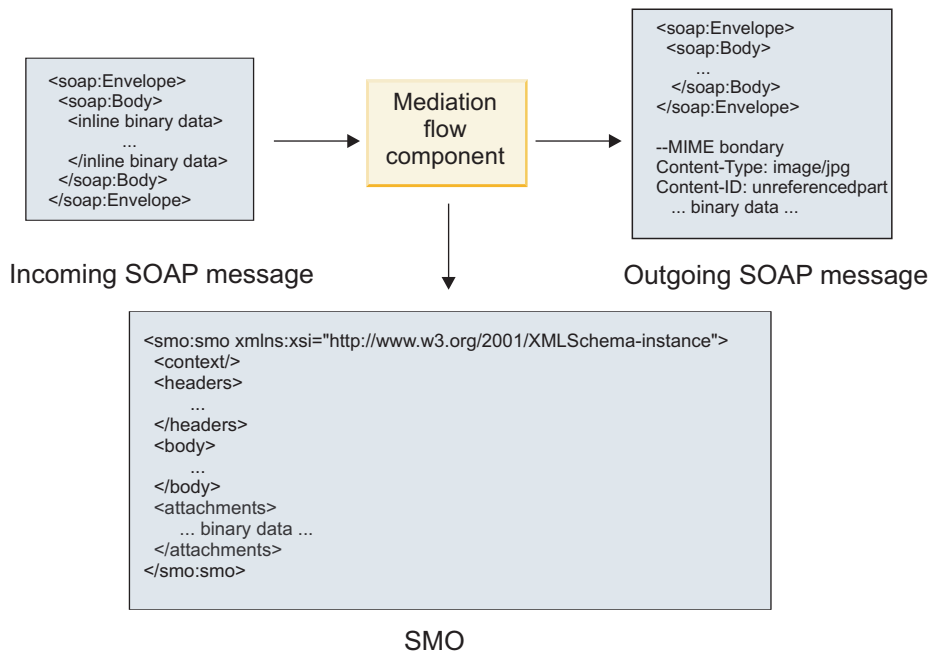 <soap:Envelope>
<soap:Body>
<inline binary data>
...
</inline binary data>
</soap:Body>
</soap:Envelope>
Incoming SOAP message
Mediation
flow
component
<soap:Envelope>
<soap:Body>
...
</soap:Body>
</soap:Envelope>
--MIME bondary
Content-Type: image/jpg
Content-ID: unreferencedpart
... binary data ...
Outgoing SOAP message
<smo:smo xmlns:xsi="http://www.w3.org/2001/XMLSchema-instance">
<context/>
<headers>
...
</headers>
<body>
...
</body>
<attachments>
... binary data ...
</attachments>
</smo:smo>
SMO